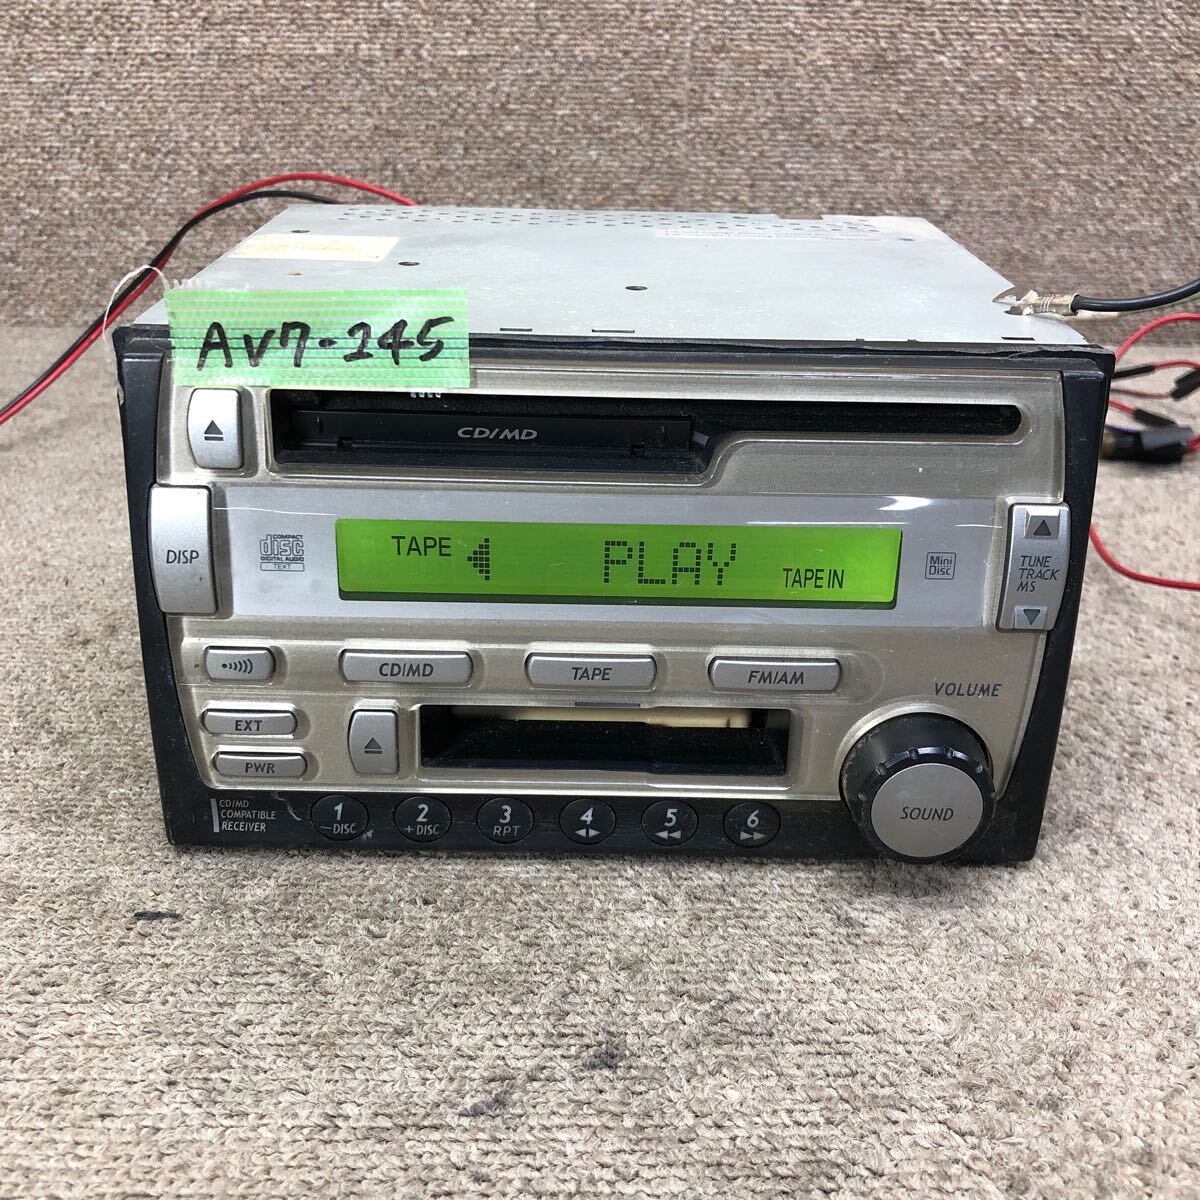 AV7-245
CD/MD
DISP
COMPACT
disc
DIGITAL AUDIO
TEXT
TAPE
PLAY
TAPE IN
Mini
Disc
TUNE
TRACK
MS
CD/MD
TAPE
FM/AM
VOLUME
EXT
PWR
SOUND
CD/MD
COMPATIBLE
RECEIVER
1
−DISC
2
+DISC
3
RPT
4
5
6